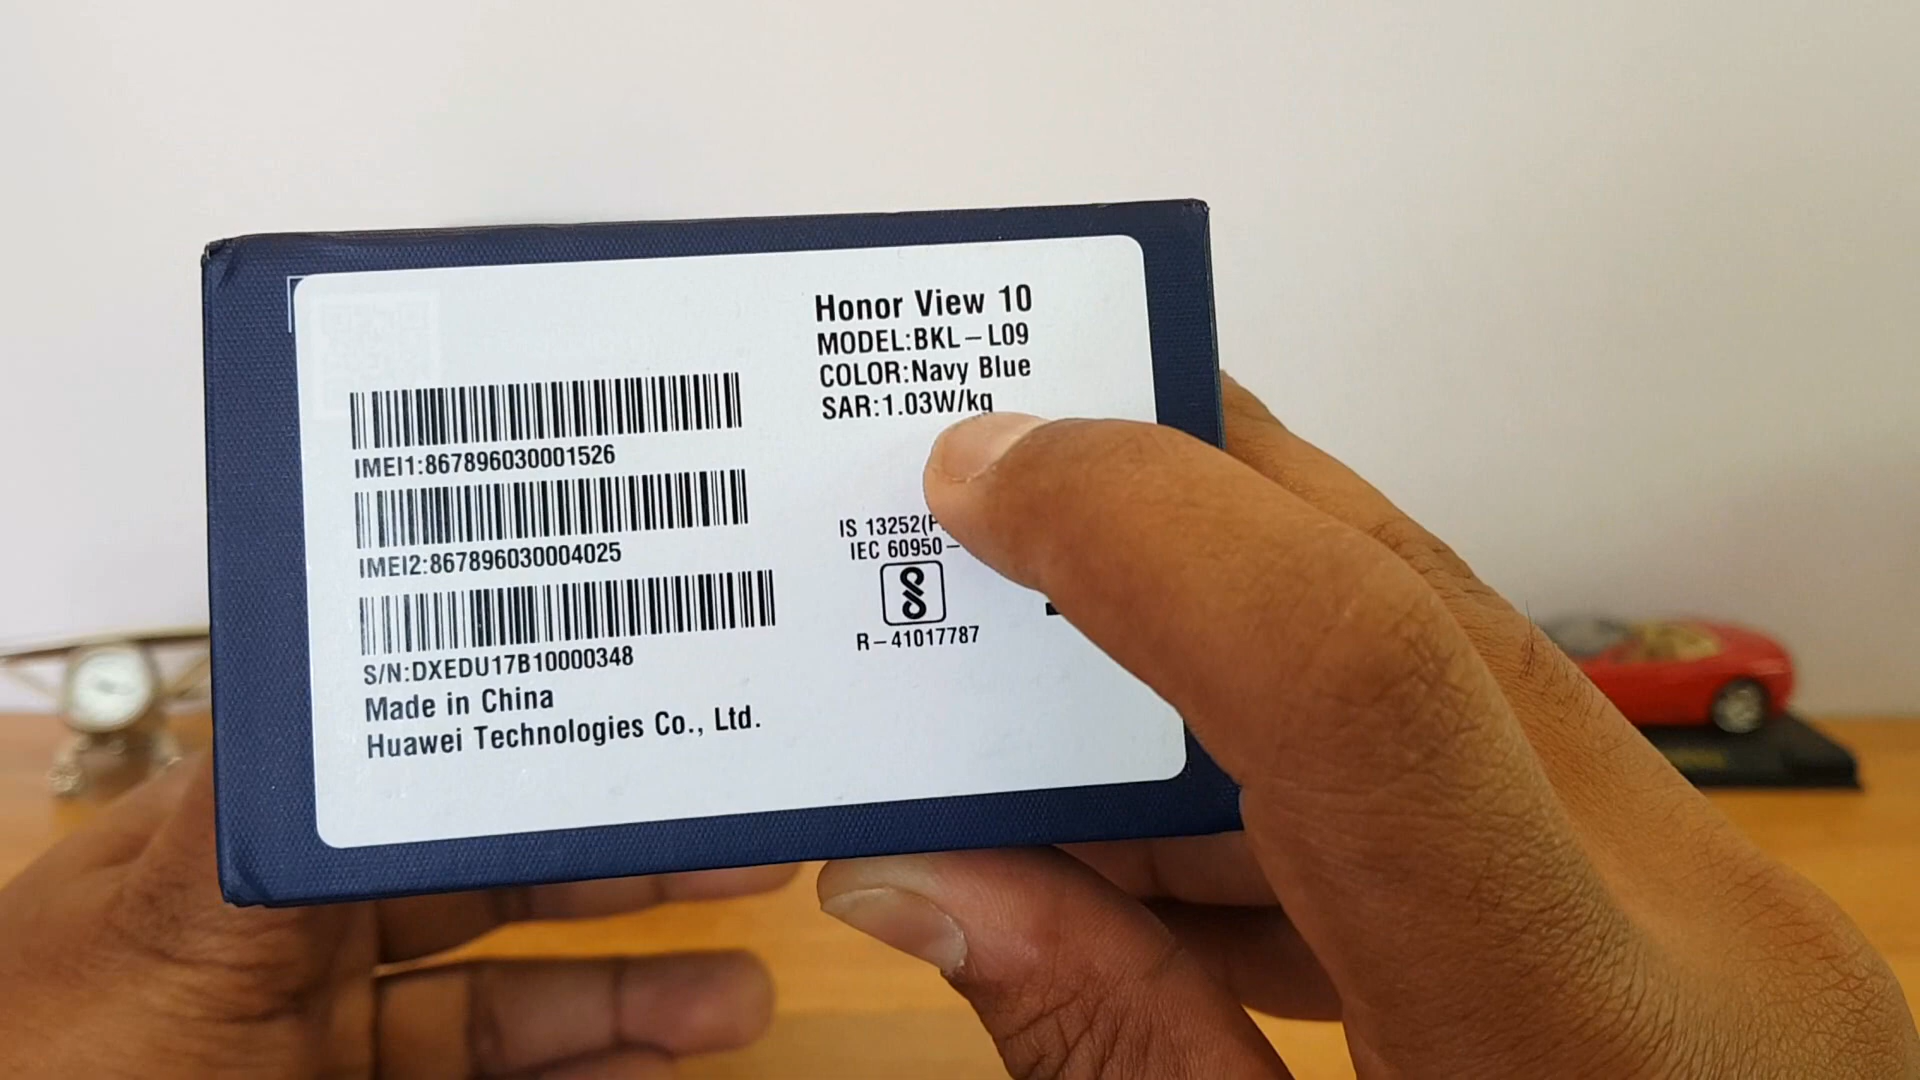 Honor View 10
MODEL:BKL–L09
COLOR:Navy Blue
SAR:1.03W/kg
IMEI1:867896030001526
IMEI2:867896030004025
S/N:DXEDU17B10000348
Made in China
Huawei Technologies Co., Ltd.
IS 13252(P
IEC 60950–
R–41017787